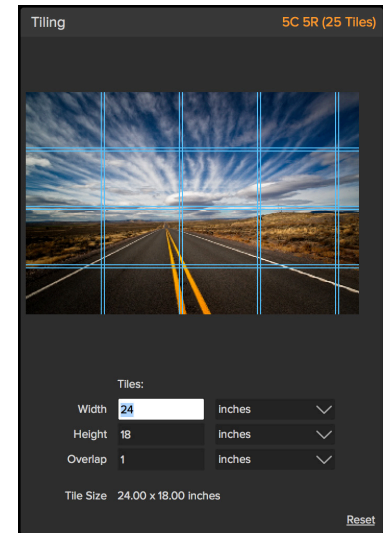 Tiling 5C 5R (25 Tiles)
Tiles:
Width 24 inches
Height 18 inches
Overlap 1 inches
Tile Size 24.00 x 18.00 inches
Reset